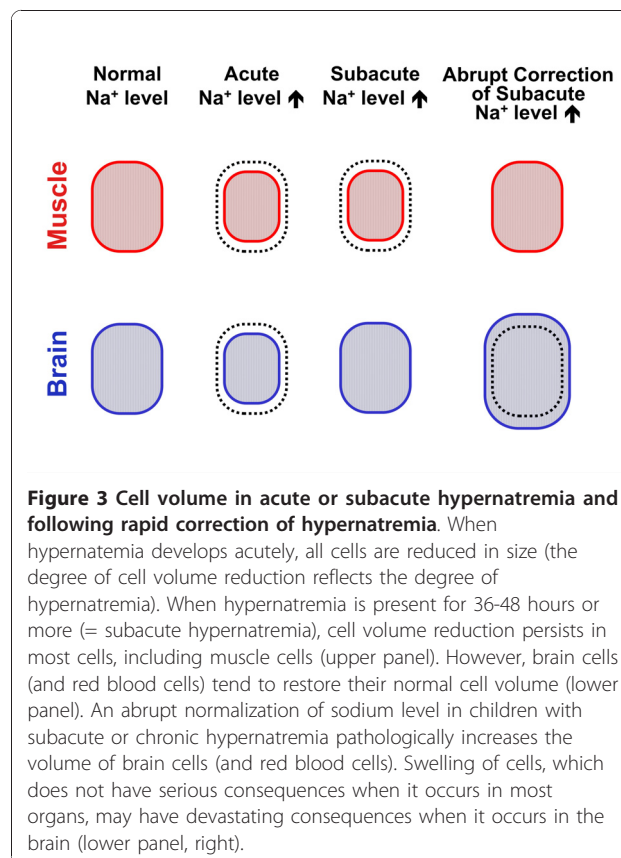 Normal
Na⁺ level
Acute
Na⁺ level ↑
Subacute
Na⁺ level ↑
Abrupt Correction
of Subacute
Na⁺ level ↑
Muscle
Brain
Figure 3 Cell volume in acute or subacute hypernatremia and
following rapid correction of hypernatremia. When
hypernatemia develops acutely, all cells are reduced in size (the
degree of cell volume reduction reflects the degree of
hypernatremia). When hypernatremia is present for 36-48 hours or
more (= subacute hypernatremia), cell volume reduction persists in
most cells, including muscle cells (upper panel). However, brain cells
(and red blood cells) tend to restore their normal cell volume (lower
panel). An abrupt normalization of sodium level in children with
subacute or chronic hypernatremia pathologically increases the
volume of brain cells (and red blood cells). Swelling of cells, which
does not have serious consequences when it occurs in most
organs, may have devastating consequences when it occurs in the
brain (lower panel, right).